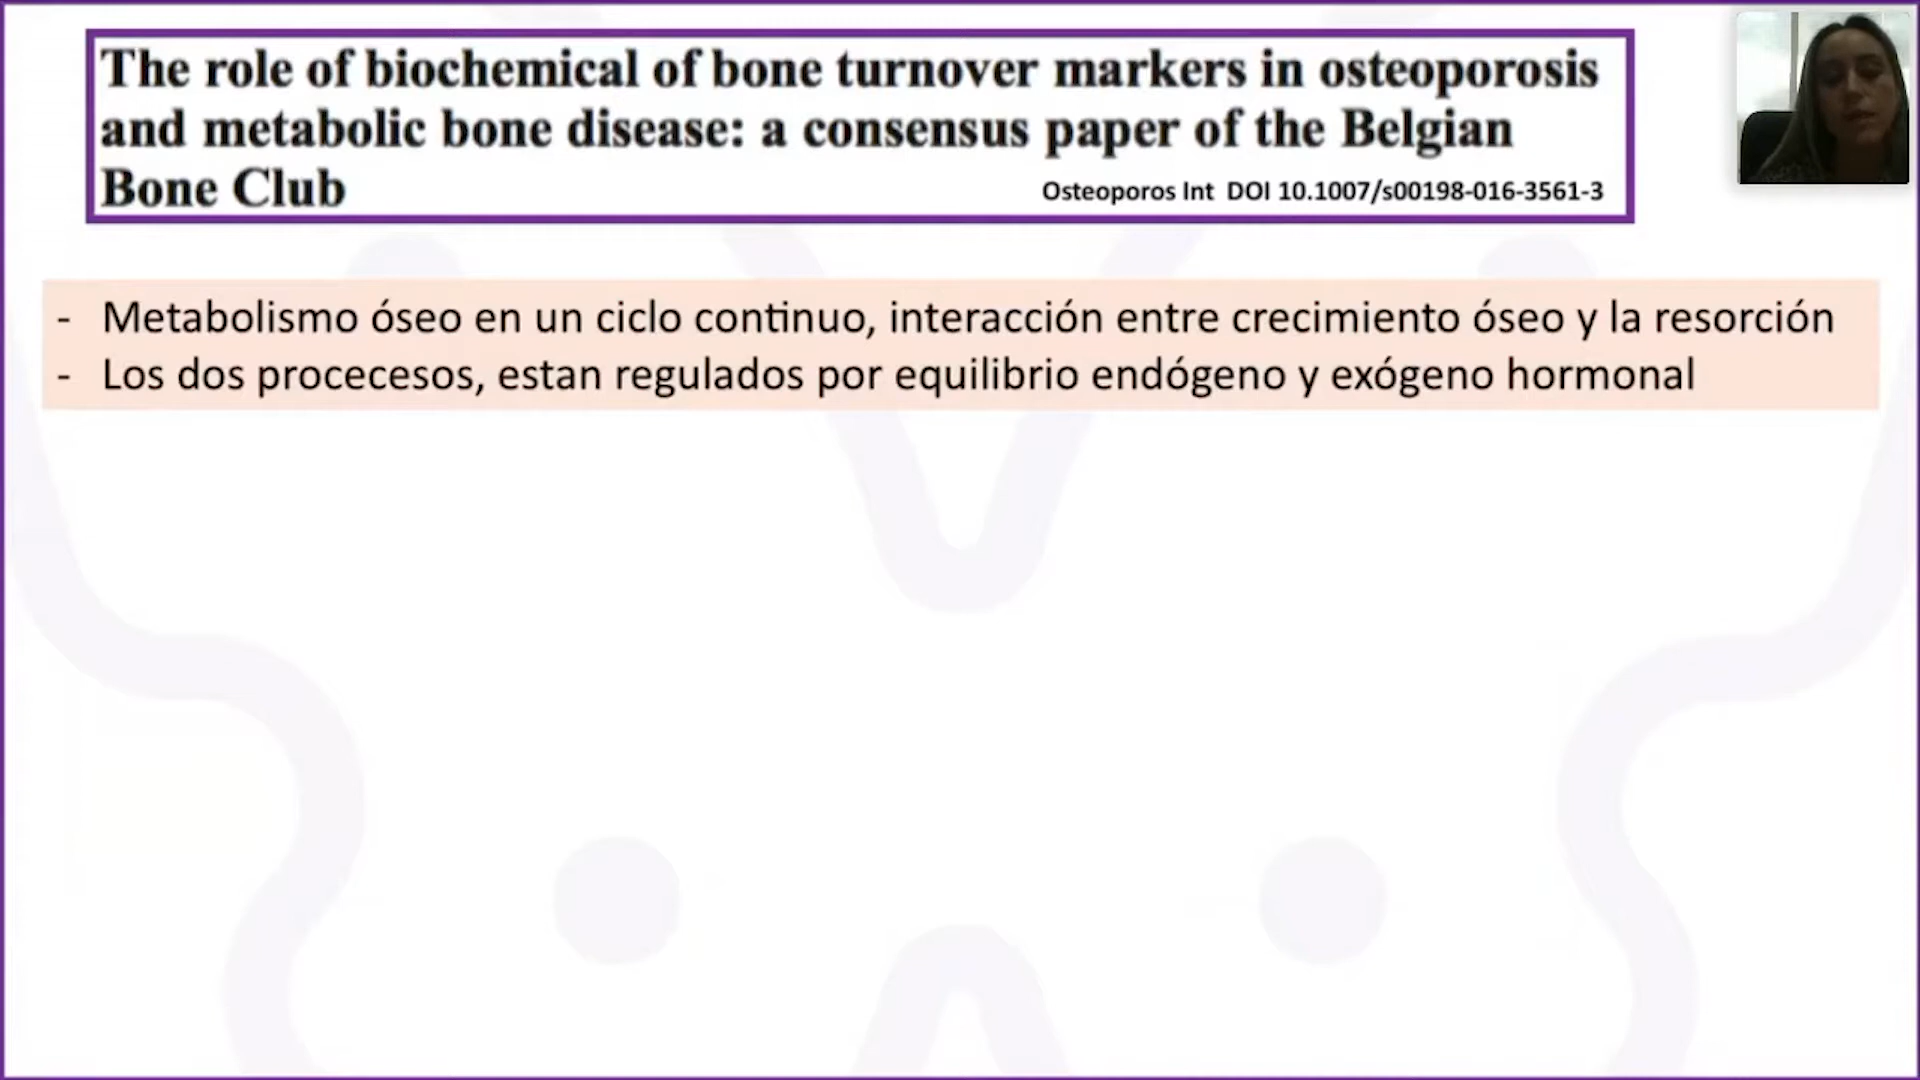 The role of biochemical of bone turnover markers in osteoporosis
and metabolic bone disease: a consensus paper of the Belgian
Bone Club
Osteoporos Int DOI 10.1007/s00198-016-3561-3
- Metabolismo óseo en un ciclo continuo, interacción entre crecimiento óseo y la resorción
- Los dos procecesos, estan regulados por equilibrio endógeno y exógeno hormonal